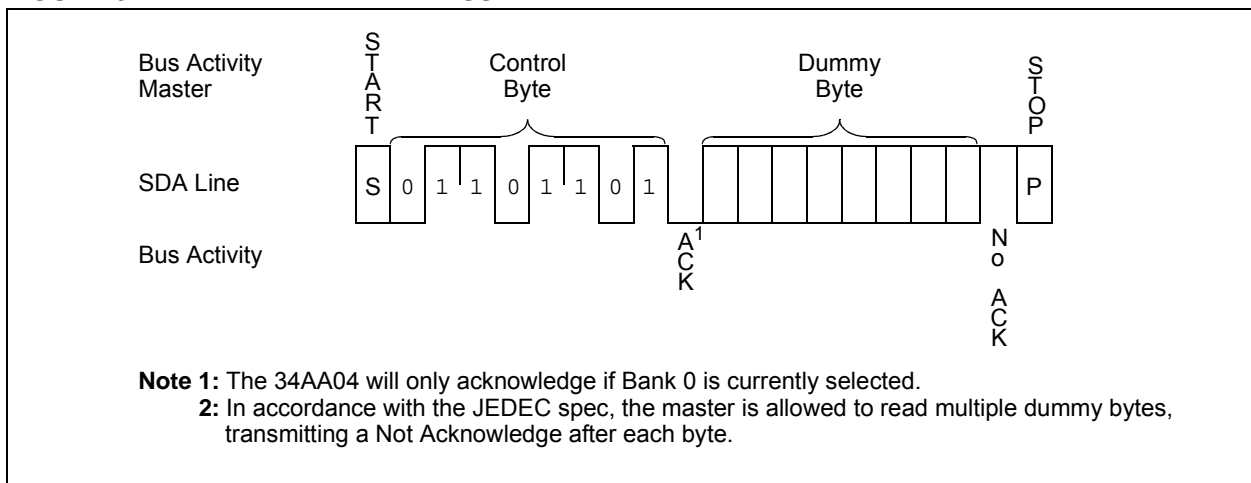 Bus Activity
Master
START
Control
Byte
Dummy
Byte
STOP
SDA Line
S 0 1 1 0 1 1 0 1 P
Bus Activity
ACK1
No ACK
Note 1: The 34AA04 will only acknowledge if Bank 0 is currently selected.
2: In accordance with the JEDEC spec, the master is allowed to read multiple dummy bytes,
transmitting a Not Acknowledge after each byte.